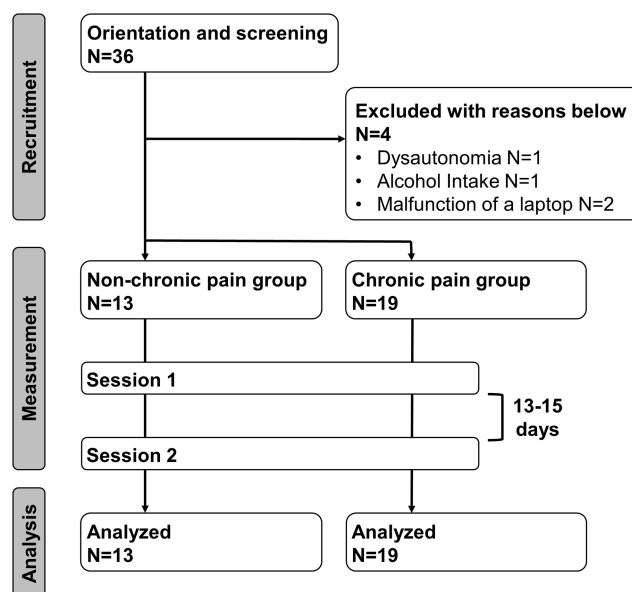 Recruitment
Orientation and screening
N=36
Excluded with reasons below
N=4
• Dysautonomia N=1
• Alcohol Intake N=1
• Malfunction of a laptop N=2
Measurement
Non-chronic pain group
N=13
Chronic pain group
N=19
Session 1
13-15
days
Session 2
Analysis
Analyzed
N=13
Analyzed
N=19